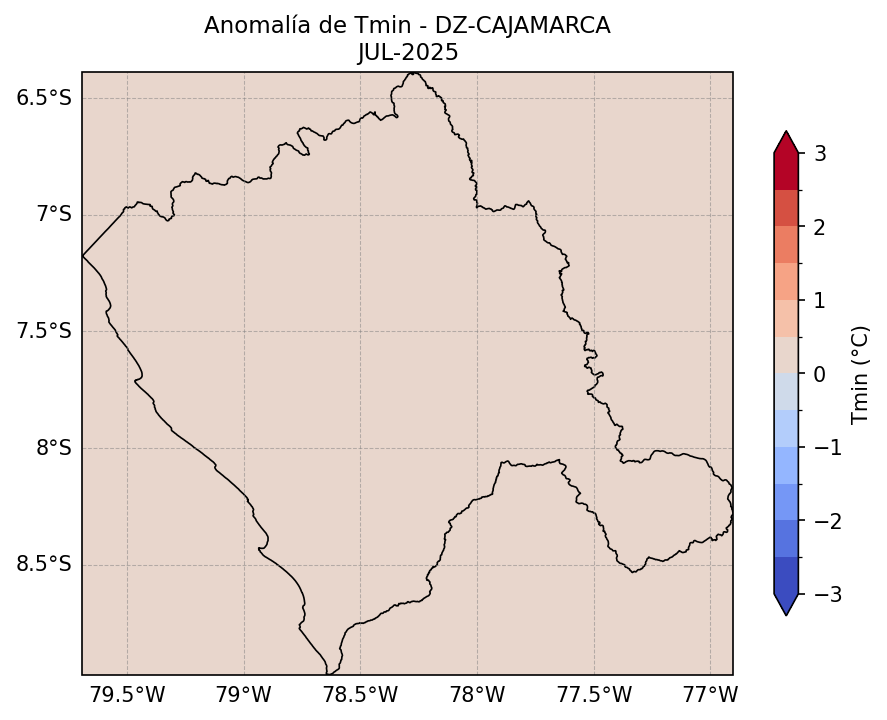 Anomalía de Tmin - DZ-CAJAMARCA
JUL-2025
6.5°S
7°S
7.5°S
8°S
8.5°S
79.5°W 79°W 78.5°W 78°W 77.5°W 77°W
3
2
1
0
−1
−2
−3
Tmin (°C)